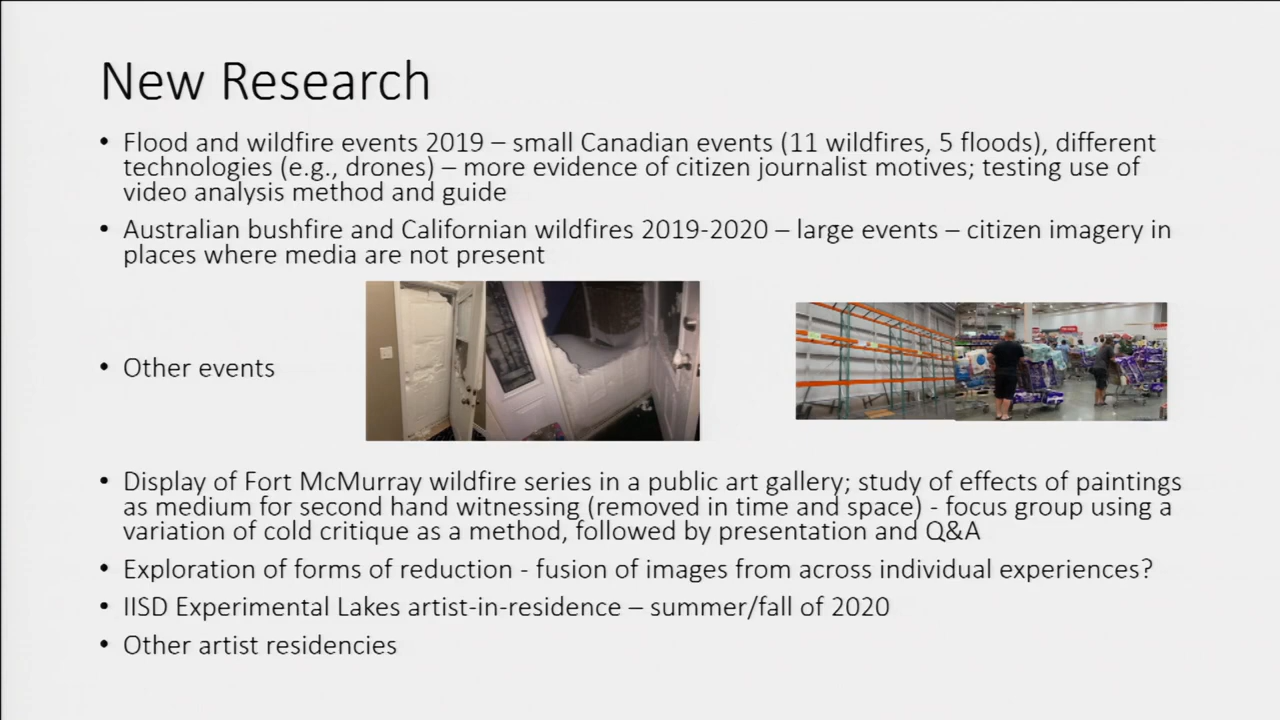 New Research
• Flood and wildfire events 2019 – small Canadian events (11 wildfires, 5 floods), different
technologies (e.g., drones) – more evidence of citizen journalist motives; testing use of
video analysis method and guide
• Australian bushfire and Californian wildfires 2019-2020 – large events – citizen imagery in
places where media are not present
• Other events
• Display of Fort McMurray wildfire series in a public art gallery; study of effects of paintings
as medium for second hand witnessing (removed in time and space) - focus group using a
variation of cold critique as a method, followed by presentation and Q&A
• Exploration of forms of reduction - fusion of images from across individual experiences?
• IISD Experimental Lakes artist-in-residence – summer/fall of 2020
• Other artist residencies